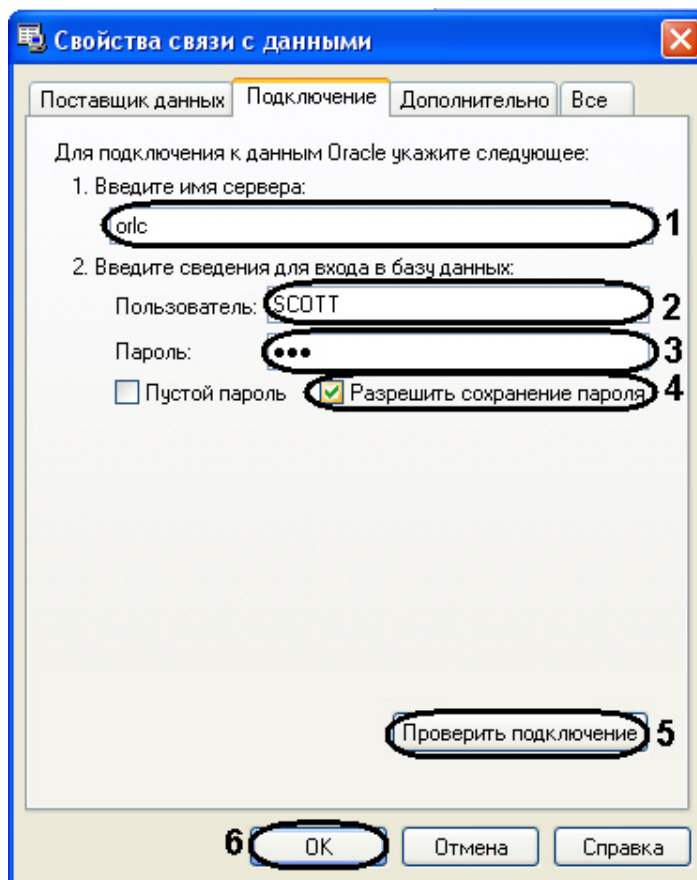 Свойства связи с данными
Поставщик данных Подключение Дополнительно Все
Для подключения к данным Oracle укажите следующее:
1. Введите имя сервера:
orlc 1
2. Введите сведения для входа в базу данных:
Пользователь: SCOTT 2
Пароль: ●●● 3
Пустой пароль Разрешить сохранение пароля 4
Проверить подключение 5
6 ОК Отмена Справка